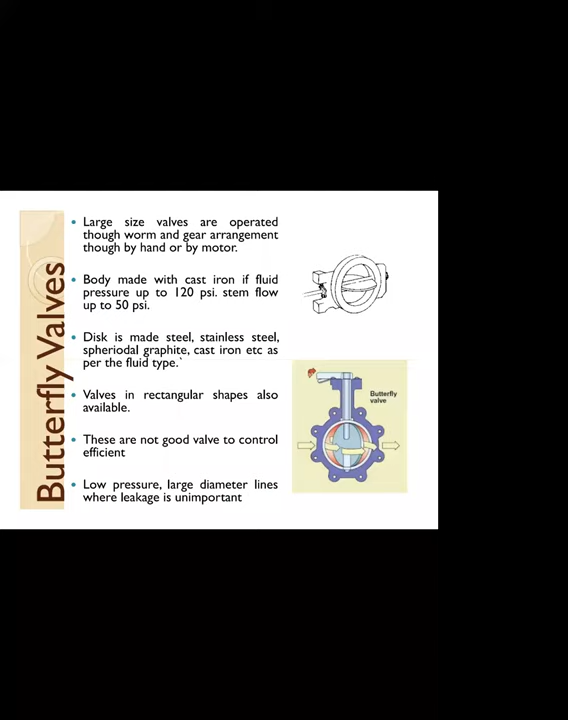 Butterfly Valves
Large size valves are operated
though worm and gear arrangement
though by hand or by motor.
Body made with cast iron if fluid
pressure up to 120 psi. stem flow
up to 50 psi.
Disk is made steel, stainless steel,
spheriodal graphite, cast iron etc as
per the fluid type.`
Valves in rectangular shapes also
available.
These are not good valve to control
efficient
Low pressure, large diameter lines
where leakage is unimportant
Butterfly
valve